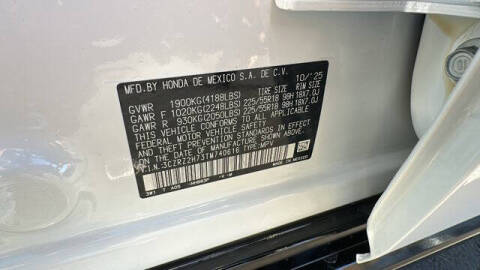 MFD.BY HONDA DE MEXICO S.A. DE C.V. 10/'25
GVWR 1900KG(4188LBS) TIRE SIZE RIM SIZE
GAWR F 1020KG(2248LBS) 225/55R18 98H 18X7.0J
GAWR R 930KG(2050LBS) 225/55R18 98H 18X7.0J
THIS VEHICLE CONFORMS TO ALL APPLICABLE
FEDERAL MOTOR VEHICLE SAFETY, BUMPER, AND
THEFT PREVENTION STANDARDS IN EFFECT
ON THE DATE OF MANUFACTURE SHOWN ABOVE.
V.I.N. 3CZRZ2H73TM740616 TYPE:MPV